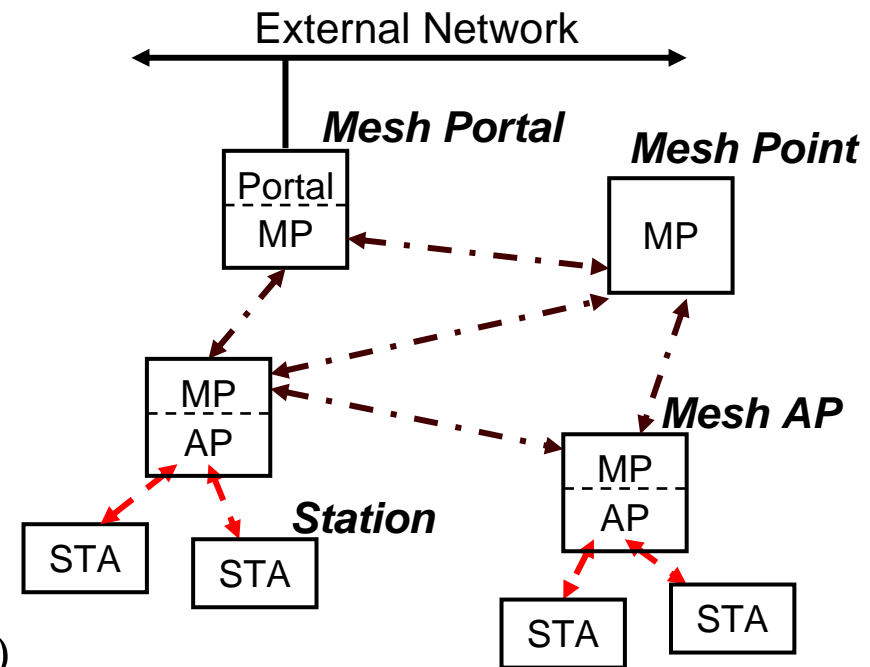 External Network
Mesh Portal
Mesh Point
Portal
MP
MP
MP
AP
Mesh AP
MP
AP
Station
STA
STA
STA
STA
)